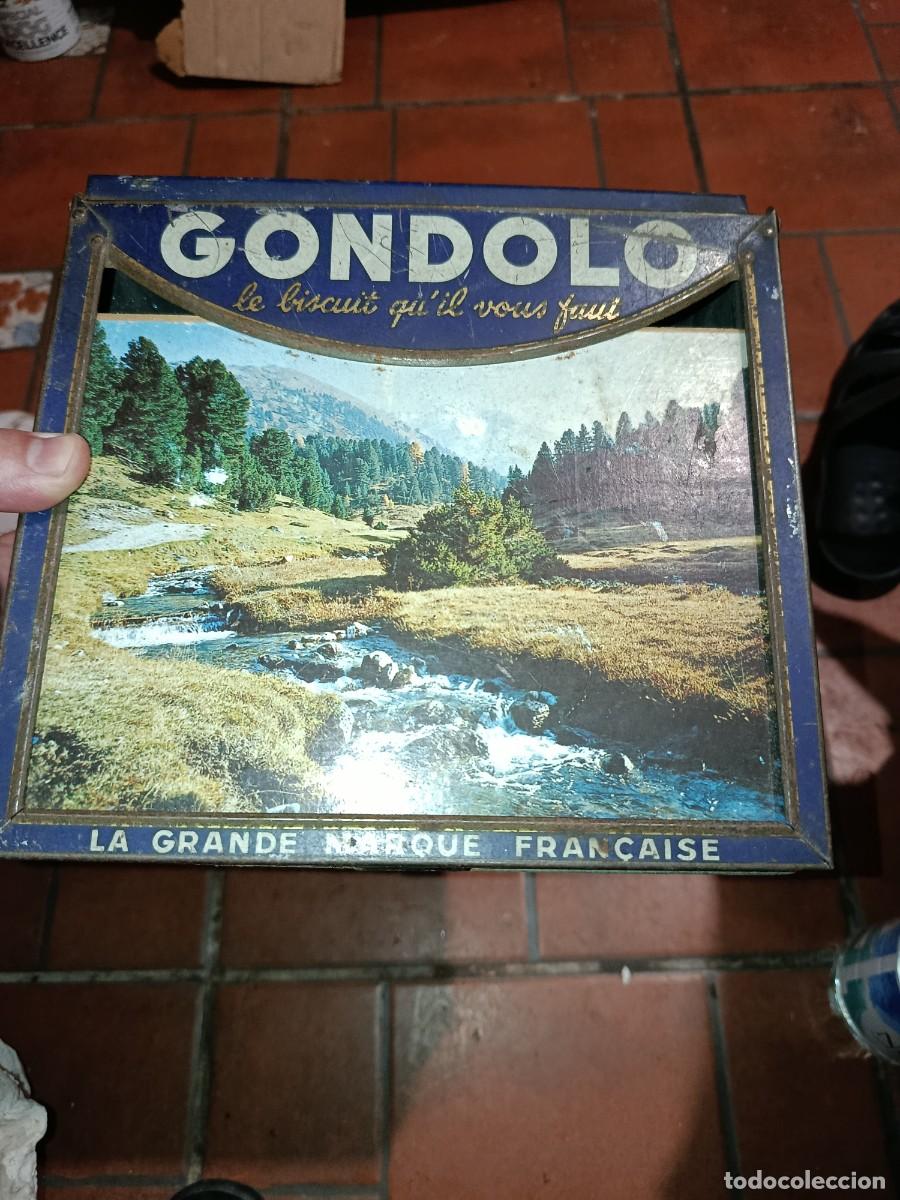 GONDOLO
le biscuit qu'il vous faut
LA GRANDE MARQUE FRANÇAISE
todocoleccion